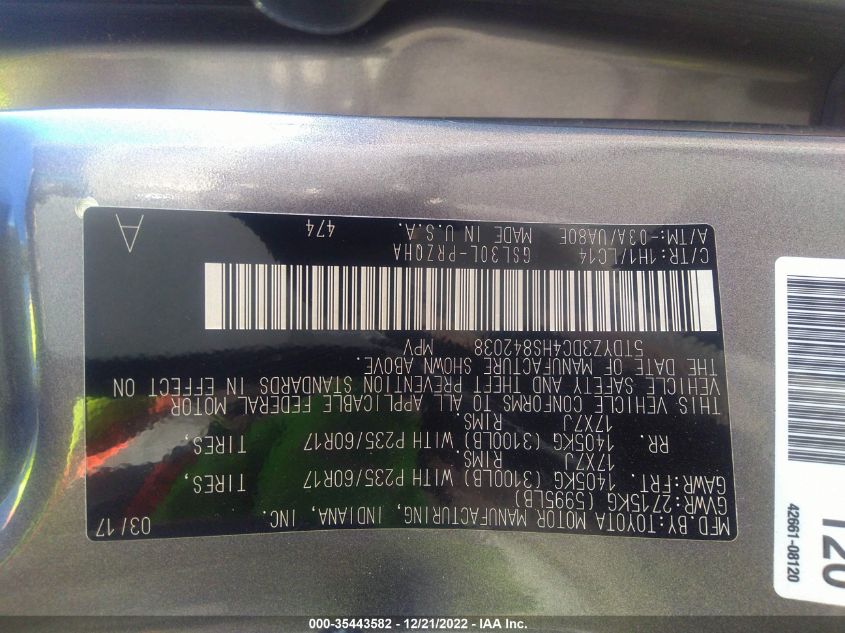 MFD.BY:TOYOTA MOTOR MANUFACTURING, INDIANA, INC. 03/17
GVWR:2715KG (5995LB)
GAWR:FRT. 1405KG (3100LB) WITH P235/60R17 TIRES,
17X7J RIMS.
RR. 1405KG (3100LB) WITH P235/60R17 TIRES,
17X7J RIMS.
THIS VEHICLE CONFORMS TO ALL APPLICABLE FEDERAL MOTOR
VEHICLE SAFETY AND THEFT PREVENTION STANDARDS IN EFFECT ON
THE DATE OF MANUFACTURE SHOWN ABOVE.
5TDYZ3DC4HS842038 MPV
C/TR:1H1/LC14 GSL30L-PRZQHA
A/TM:-03A/UA80E MADE IN U.S.A. 474
A
120
42661-08120
000-35443582 - 12/21/2022 - IAA Inc.